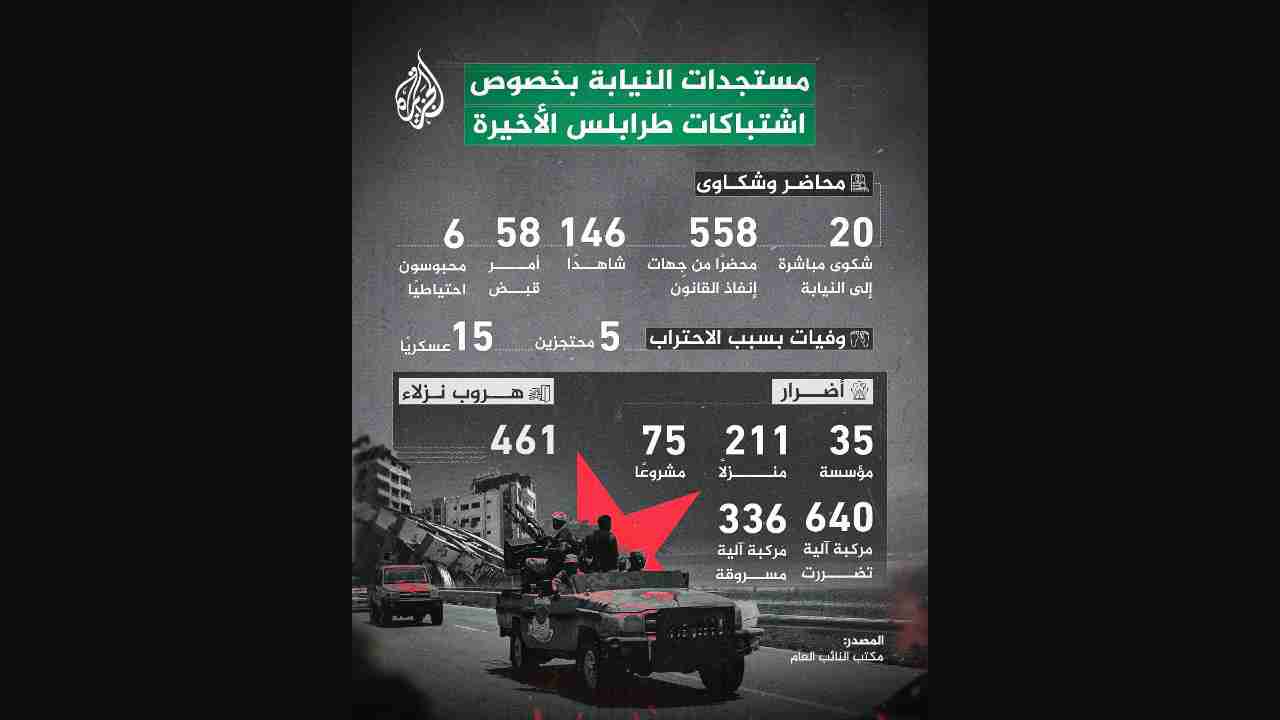 الجزيرة
مستجدات النيابة بخصوص
اشتباكات طرابلس الأخيرة
محاضر وشكاوى
20
شكوى مباشرة
إلى النيابة
558
محضرًا من جهات
إنفاذ القانون
146
شاهدًا
58
أمر
قبض
6
محبوسون
احتياطيًا
وفيات بسبب الاحتراب
5 محتجزين
15 عسكريًا
أضرار
35
مؤسسة
211
منزلًا
75
مشروعًا
640
مركبة آلية
تضررت
336
مركبة آلية
مسروقة
هروب نزلاء
461
المصدر:
مكتب النائب العام